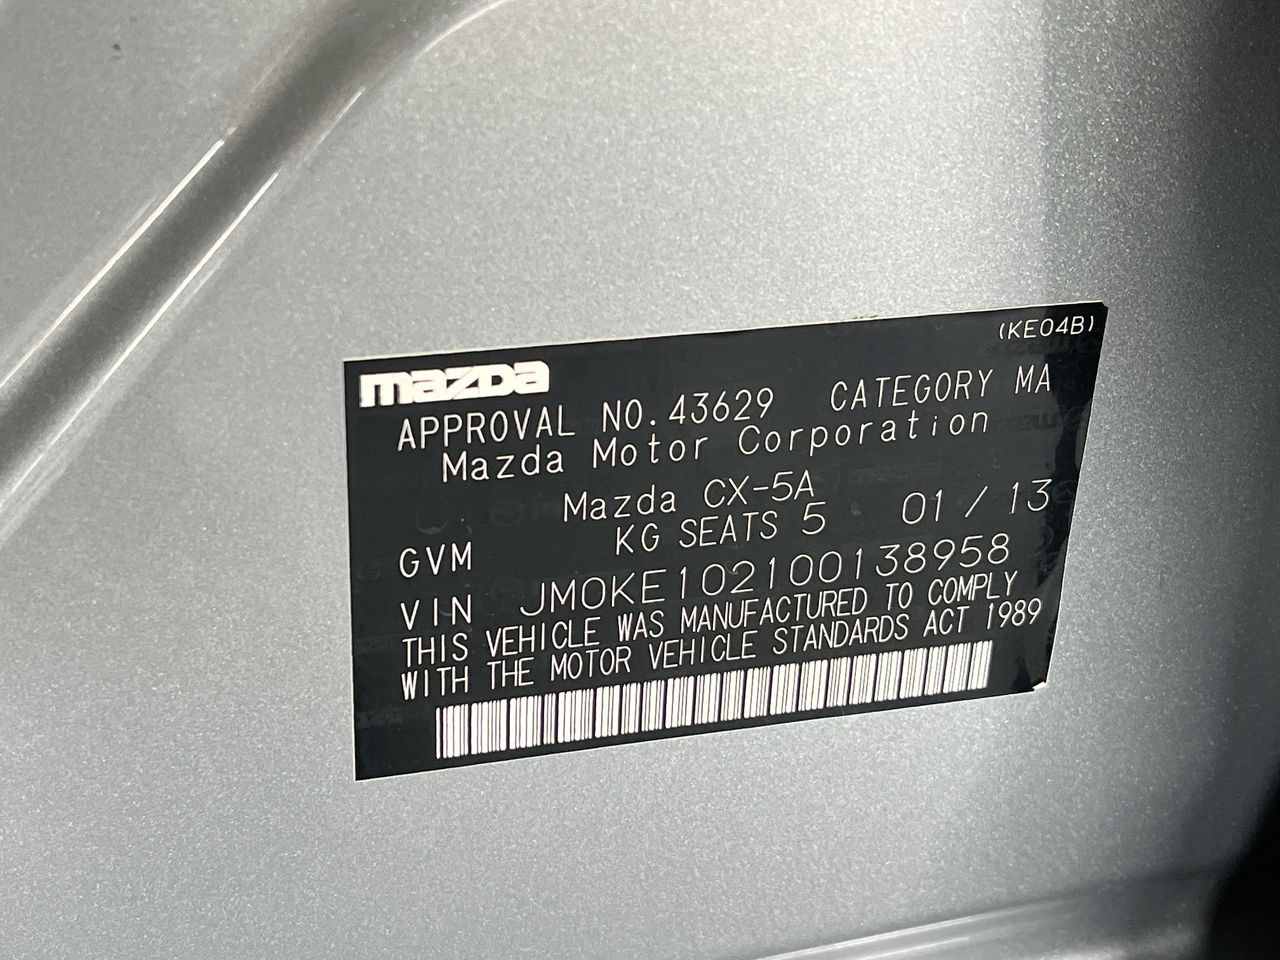 (KE04B)
mazda
APPROVAL NO.43629 CATEGORY MA
Mazda Motor Corporation
Mazda CX-5A 01 / 13
GVM KG SEATS 5
VIN JM0KE102100138958
THIS VEHICLE WAS MANUFACTURED TO COMPLY
WITH THE MOTOR VEHICLE STANDARDS ACT 1989